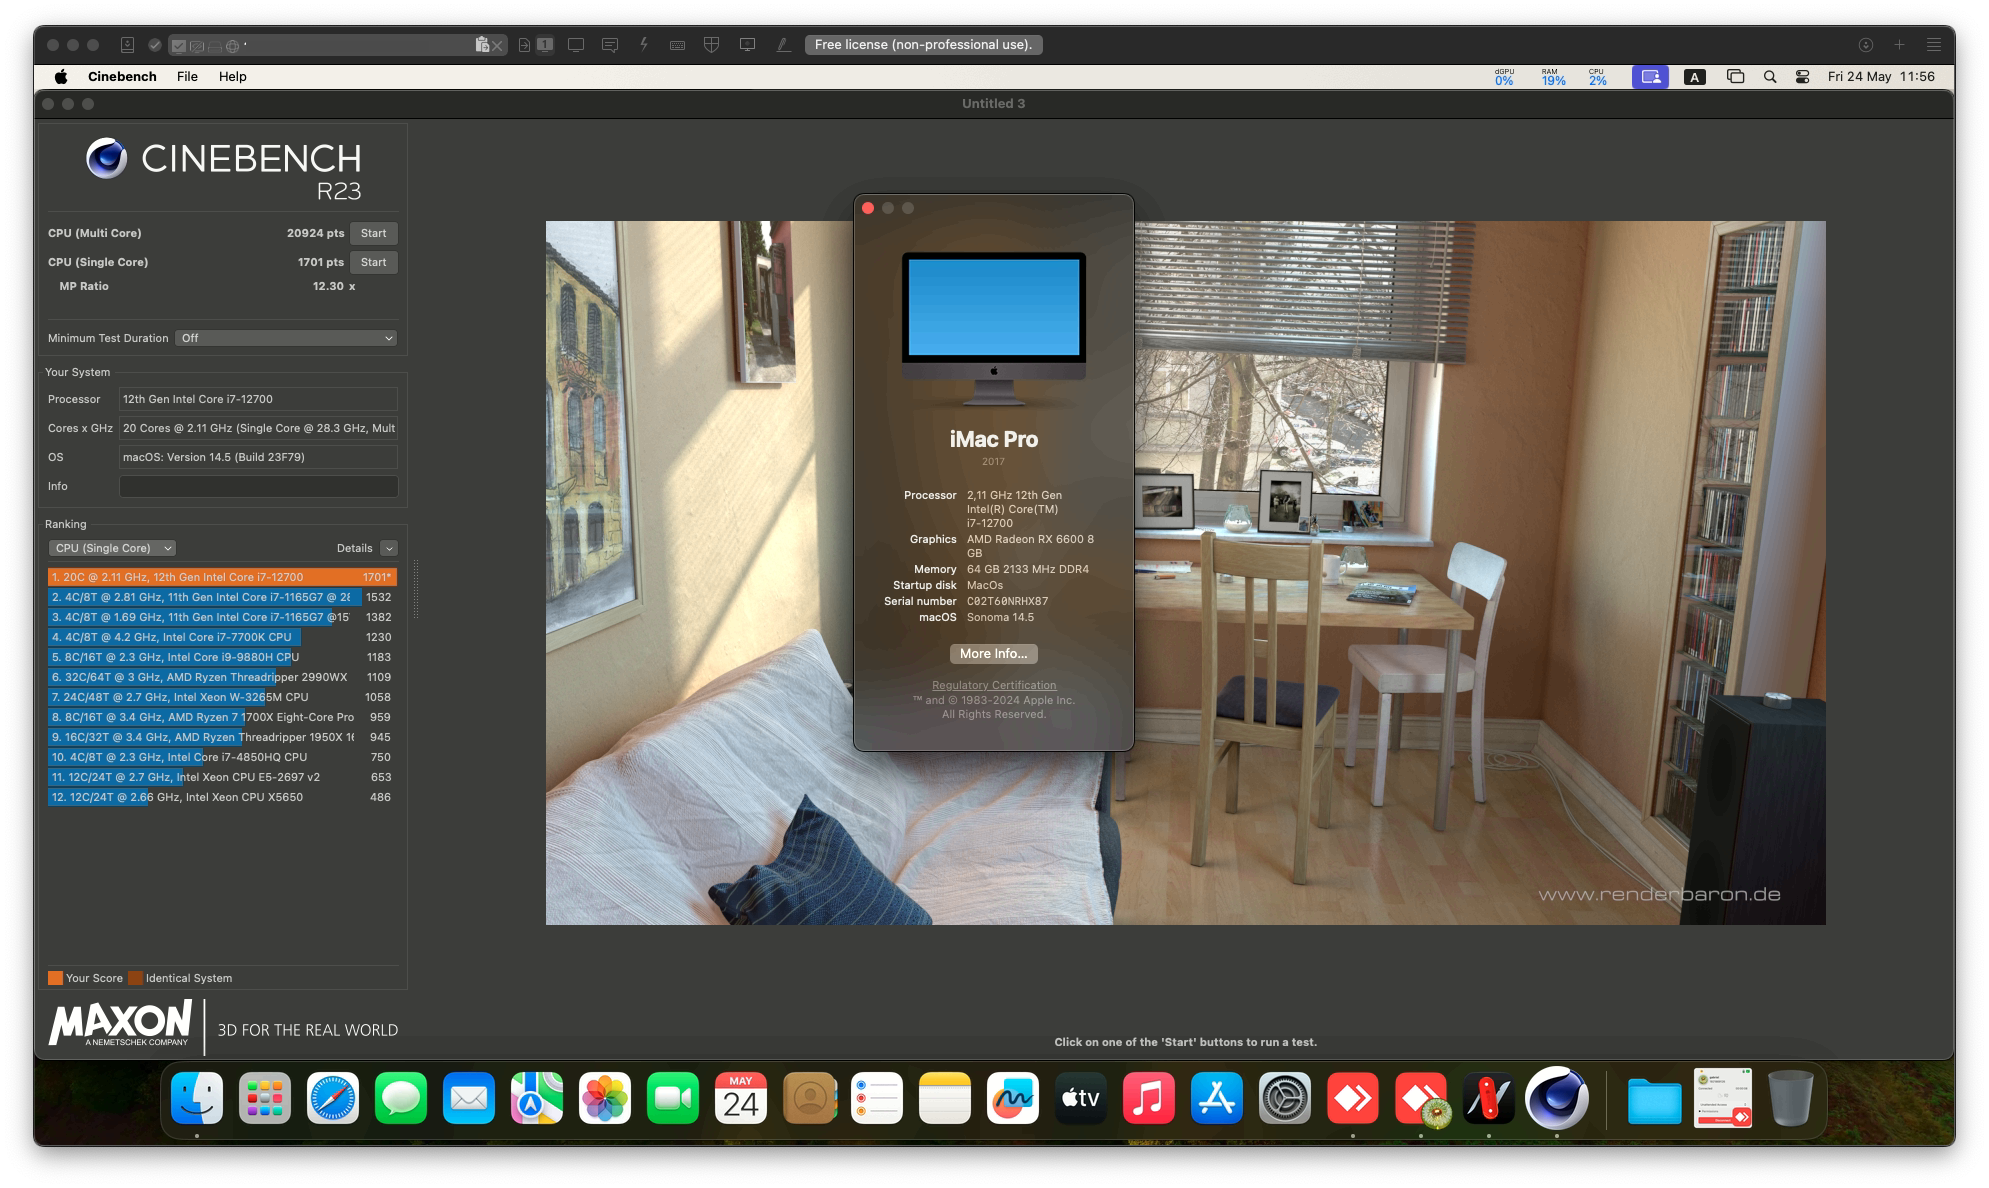 1
Free license (non-professional use).
Cinebench File Help
dGPU 0% RAM 19% CPU 2% A Fri 24 May 11:56
Untitled 3
CINEBENCH
R23
CPU (Multi Core) 20924 pts Start
CPU (Single Core) 1701 pts Start
MP Ratio 12.30 x
Minimum Test Duration Off
Your System
Processor 12th Gen Intel Core i7-12700
Cores x GHz 20 Cores @ 2.11 GHz (Single Core @ 28.3 GHz, Mult
OS macOS: Version 14.5 (Build 23F79)
Info
Ranking
CPU (Single Core) Details
1. 20C @ 2.11 GHz, 12th Gen Intel Core i7-12700 1701*
2. 4C/8T @ 2.81 GHz, 11th Gen Intel Core i7-1165G7 @ 28 1532
3. 4C/8T @ 1.69 GHz, 11th Gen Intel Core i7-1165G7 @15 1382
4. 4C/8T @ 4.2 GHz, Intel Core i7-7700K CPU 1230
5. 8C/16T @ 2.3 GHz, Intel Core i9-9880H CPU 1183
6. 32C/64T @ 3 GHz, AMD Ryzen Threadripper 2990WX 1109
7. 24C/48T @ 2.7 GHz, Intel Xeon W-3265M CPU 1058
8. 8C/16T @ 3.4 GHz, AMD Ryzen 7 1700X Eight-Core Pro 959
9. 16C/32T @ 3.4 GHz, AMD Ryzen Threadripper 1950X 16 945
10. 4C/8T @ 2.3 GHz, Intel Core i7-4850HQ CPU 750
11. 12C/24T @ 2.7 GHz, Intel Xeon CPU E5-2697 v2 653
12. 12C/24T @ 2.66 GHz, Intel Xeon CPU X5650 486
Your Score Identical System
MAXON
A NEMETSCHEK COMPANY
3D FOR THE REAL WORLD
iMac Pro
2017
Processor 2,11 GHz 12th Gen
Intel(R) Core(TM)
i7-12700
Graphics AMD Radeon RX 6600 8
GB
Memory 64 GB 2133 MHz DDR4
Startup disk MacOs
Serial number C02T60NRHX87
macOS Sonoma 14.5
More Info...
Regulatory Certification
™ and © 1983-2024 Apple Inc.
All Rights Reserved.
www.renderbaron.de
Click on one of the 'Start' buttons to run a test.
MAY
24
tv